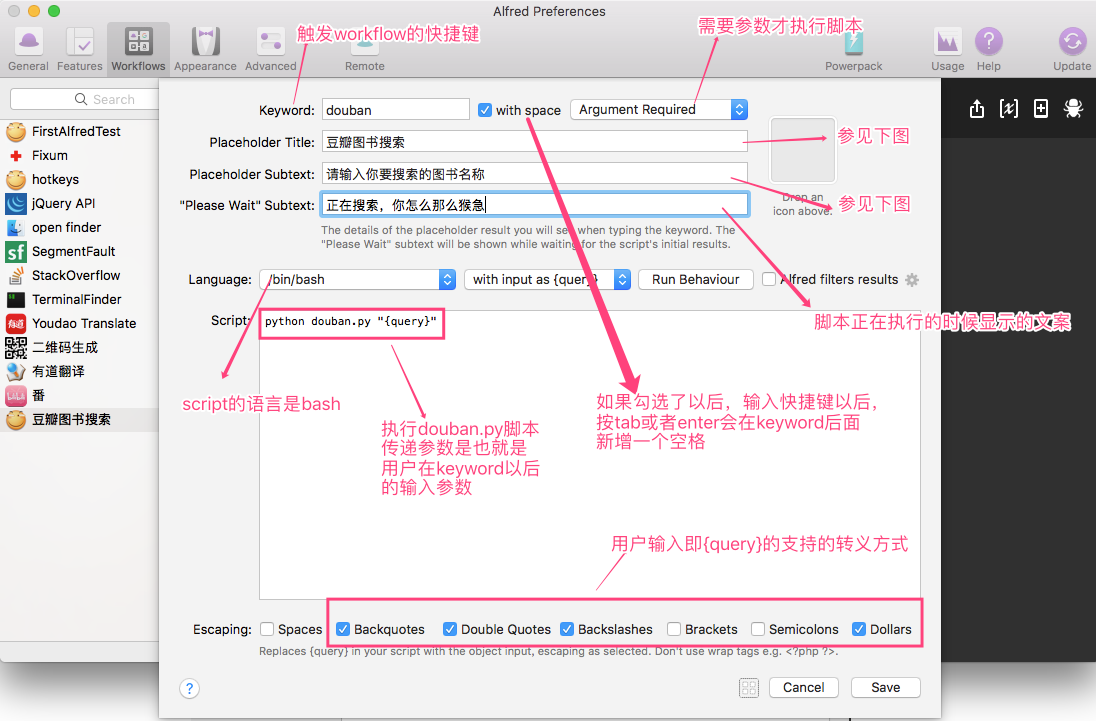 Alfred Preferences
General
Features
Workflows
Appearance
Advanced
Remote
Powerpack
Usage
Help
Update
触发workflow的快捷键
需要参数才执行脚本
Search
FirstAlfredTest
Fixum
hotkeys
jQuery API
open finder
SegmentFault
StackOverflow
TerminalFinder
Youdao Translate
二维码生成
有道翻译
番
豆瓣图书搜索
Keyword: douban with space Argument Required
Placeholder Title: 豆瓣图书搜索
参见下图
Placeholder Subtext: 请输入你要搜索的图书名称
"Please Wait" Subtext: 正在搜索，你怎么那么猴急
参见下图
Drop an
icon above.
The details of the placeholder result you will see when typing the keyword. The
"Please Wait" subtext will be shown while waiting for the script's initial results.
Language: /bin/bash with input as {query} Run Behaviour Alfred filters results
脚本正在执行的时候显示的文案
Script: python douban.py "{query}"
script的语言是bash
执行douban.py脚本
传递参数是也就是
用户在keyword以后
的输入参数
如果勾选了以后，输入快捷键以后，
按tab或者enter会在keyword后面
新增一个空格
用户输入即{query}的支持的转义方式
Escaping: Spaces Backquotes Double Quotes Backslashes Brackets Semicolons Dollars
Replaces {query} in your script with the object input, escaping as selected. Don't use wrap tags e.g. <?php ?>.
?
Cancel
Save